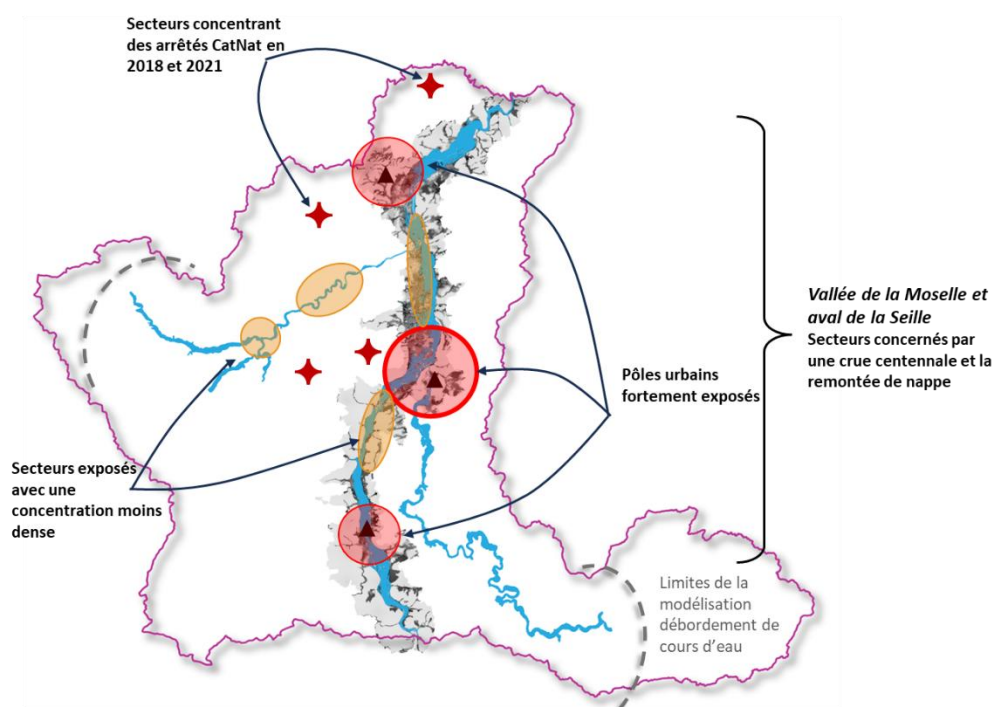 Secteurs concentrant
des arrêtés CatNat en
2018 et 2021
Vallée de la Moselle et
aval de la Seille
Secteurs concernés par
une crue centennale et la
remontée de nappe
Pôles urbains
fortement exposés
Secteurs exposés
avec une
concentration moins
dense
Limites de la
modélisation
débordement de
cours d'eau